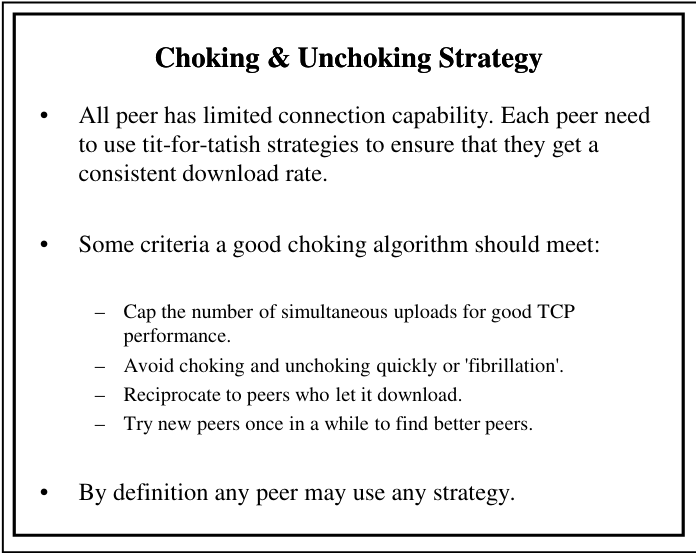 Choking & Unchoking Strategy
• All peer has limited connection capability. Each peer need
to use tit-for-tatish strategies to ensure that they get a
consistent download rate.
• Some criteria a good choking algorithm should meet:
– Cap the number of simultaneous uploads for good TCP
performance.
– Avoid choking and unchoking quickly or 'fibrillation'.
– Reciprocate to peers who let it download.
– Try new peers once in a while to find better peers.
• By definition any peer may use any strategy.